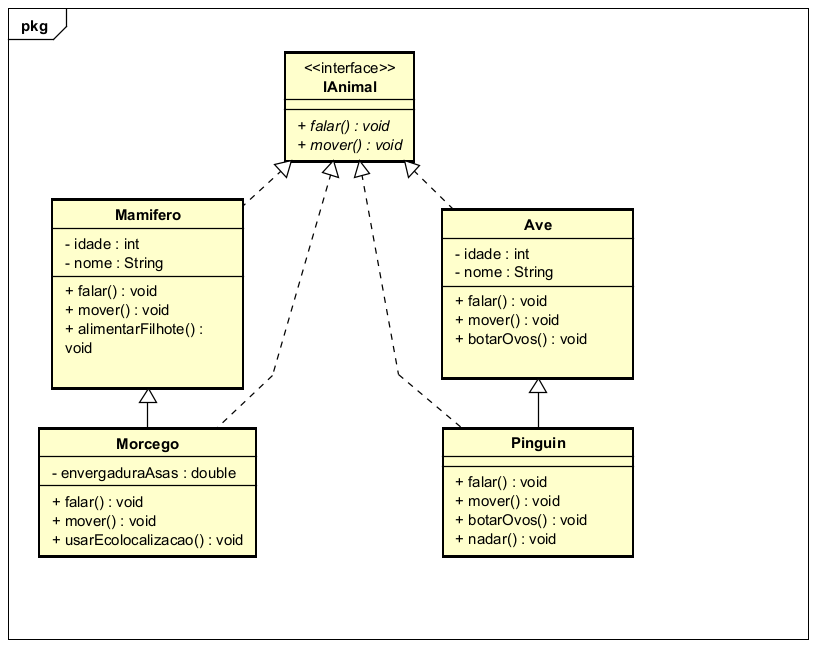 pkg
<<interface>>
IAnimal
+ falar() : void
+ mover() : void
Mamifero
- idade : int
- nome : String
+ falar() : void
+ mover() : void
+ alimentarFilhote() :
void
Ave
- idade : int
- nome : String
+ falar() : void
+ mover() : void
+ botarOvos() : void
Morcego
- envergaduraAsas : double
+ falar() : void
+ mover() : void
+ usarEcolocalizacao() : void
Pinguin
+ falar() : void
+ mover() : void
+ botarOvos() : void
+ nadar() : void